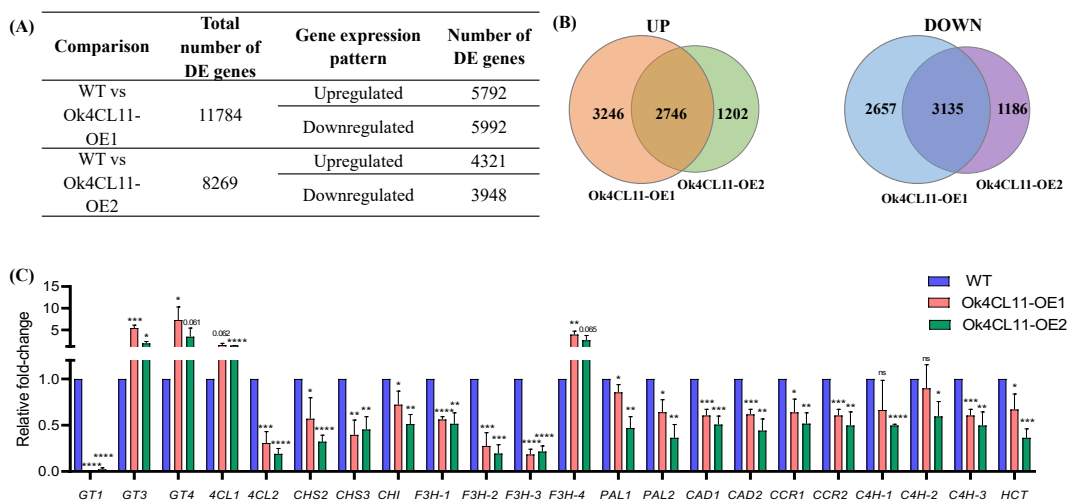 (A)
Comparison Total number of DE genes Gene expression pattern Number of DE genes
WT vs Ok4CL11-OE1 11784 Upregulated 5792
Downregulated 5992
WT vs Ok4CL11-OE2 8269 Upregulated 4321
Downregulated 3948
(B)
UP
3246 2746 1202
Ok4CL11-OE1 Ok4CL11-OE2
DOWN
2657 3135 1186
Ok4CL11-OE1 Ok4CL11-OE2
(C)
WT
Ok4CL11-OE1
Ok4CL11-OE2
Relative fold-change
15
10
5
1.0
0.5
0.0
**** **** *** * * 0.061 0.062 **** *** **** * **** ** ** * ** **** ** *** *** **** **** ** 0.065 * ** * ** *** *** *** ** * ** *** ** ns **** ns * *** ** * ***
GT1 GT3 GT4 4CL1 4CL2 CHS2 CHS3 CHI F3H-1 F3H-2 F3H-3 F3H-4 PAL1 PAL2 CAD1 CAD2 CCR1 CCR2 C4H-1 C4H-2 C4H-3 HCT